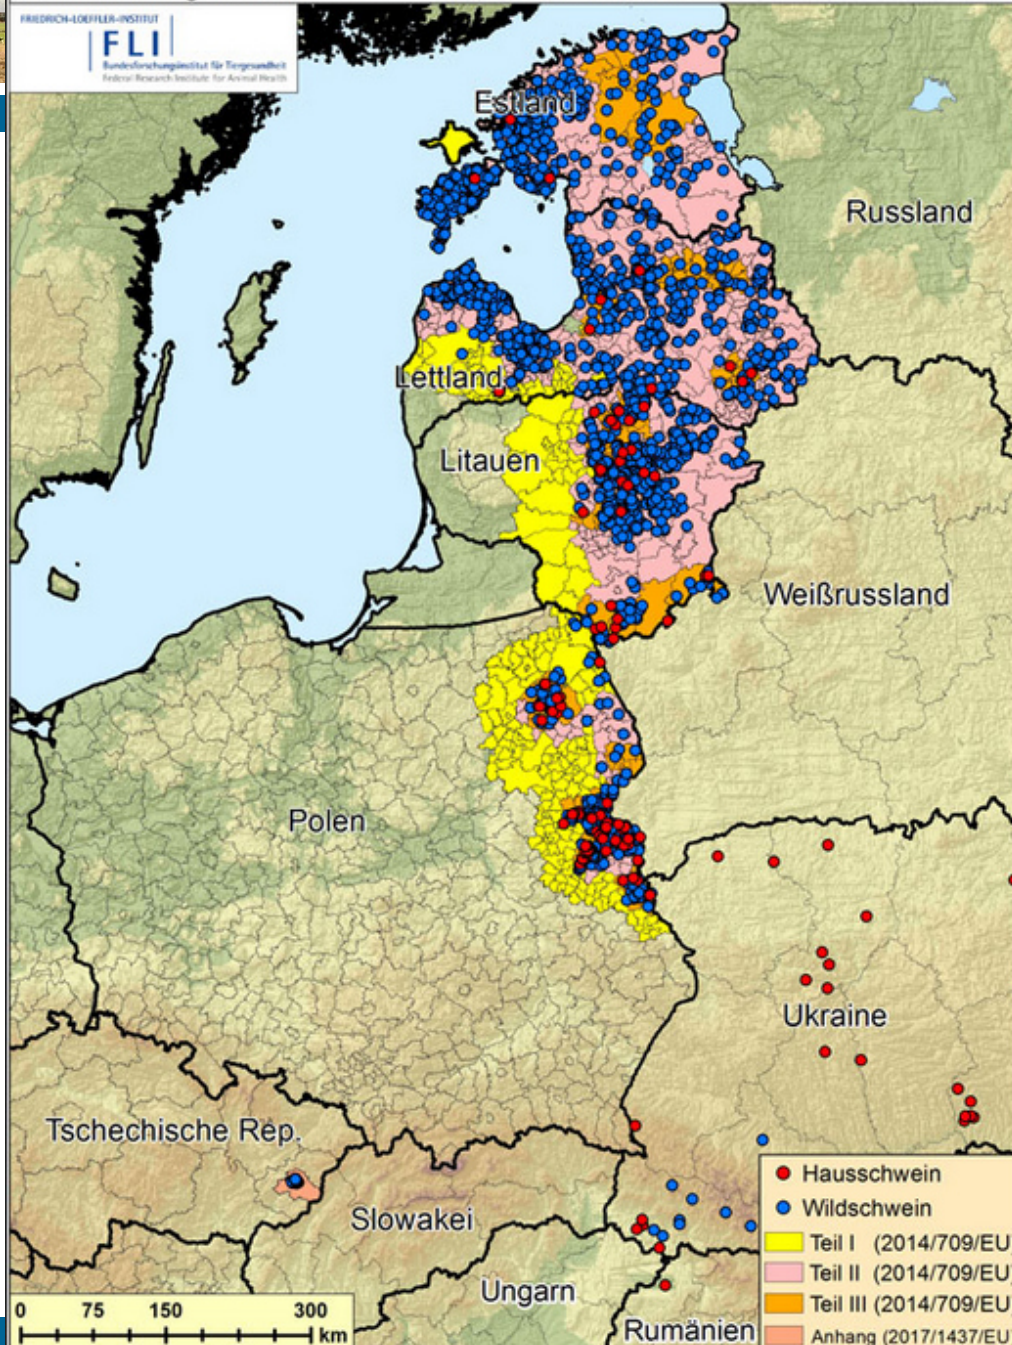 FRIEDRICH-LOEFFLER-INSTITUT
FLI
Bundesforschungsinstitut für Tiergesundheit
Federal Research Institute for Animal Health
Estland
Russland
Lettland
Litauen
Weißrussland
Polen
Ukraine
Tschechische Rep.
Slowakei
Ungarn
Rumänien
Hausschwein
Wildschwein
Teil I (2014/709/EU)
Teil II (2014/709/EU)
Teil III (2014/709/EU)
Anhang (2017/1437/EU)
0 75 150 300
km